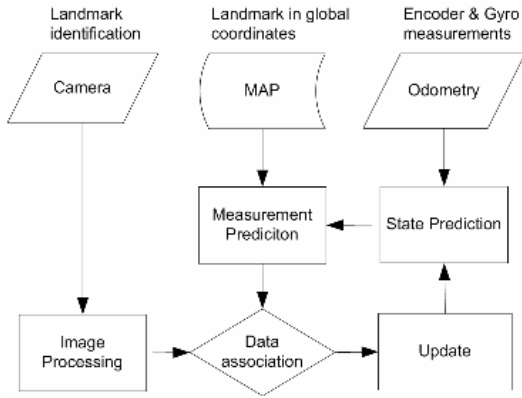 Landmark
identification
Landmark in global
coordinates
Encoder & Gyro
measurements
Camera
MAP
Odometry
Measurement
Prediciton
State Prediction
Image
Processing
Data
association
Update